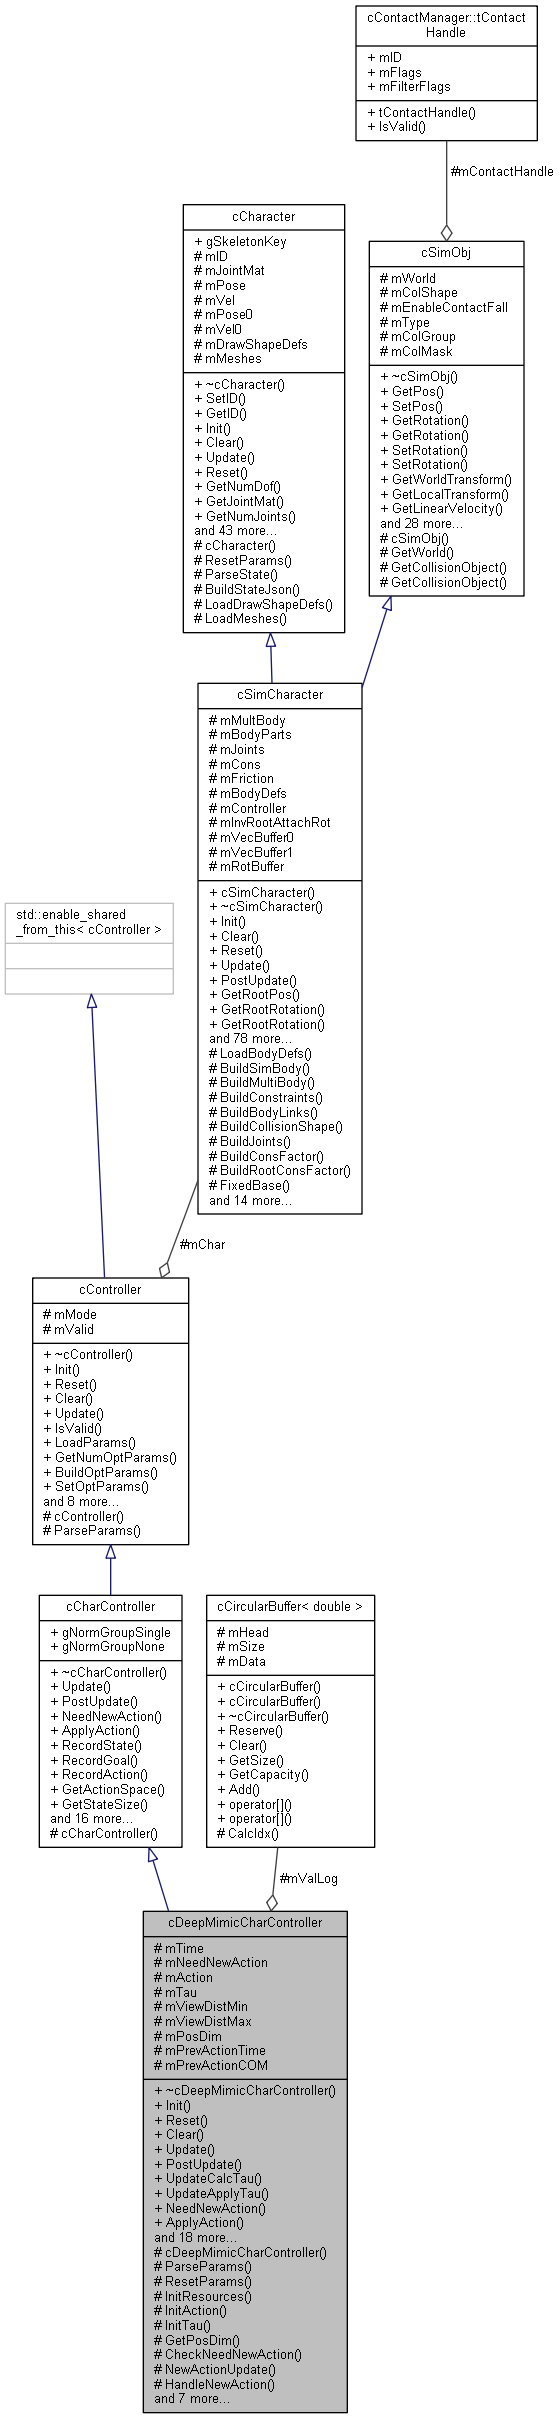 cContactManager::tContact
Handle
+ mID
+ mFlags
+ mFilterFlags
+ tContactHandle()
+ IsValid()
#mContactHandle
cCharacter
+ gSkeletonKey
# mID
# mJointMat
# mPose
# mVel
# mPose0
# mVel0
# mDrawShapeDefs
# mMeshes
+ ~cCharacter()
+ SetID()
+ GetID()
+ Init()
+ Clear()
+ Update()
+ Reset()
+ GetNumDof()
+ GetJointMat()
+ GetNumJoints()
and 43 more...
# cCharacter()
# ResetParams()
# ParseState()
# BuildStateJson()
# LoadDrawShapeDefs()
# LoadMeshes()
cSimObj
# mWorld
# mColShape
# mEnableContactFall
# mType
# mColGroup
# mColMask
+ ~cSimObj()
+ GetPos()
+ SetPos()
+ GetRotation()
+ GetRotation()
+ SetRotation()
+ SetRotation()
+ GetWorldTransform()
+ GetLocalTransform()
+ GetLinearVelocity()
and 28 more...
# cSimObj()
# GetWorld()
# GetCollisionObject()
# GetCollisionObject()
cSimCharacter
# mMultBody
# mBodyParts
# mJoints
# mCons
# mFriction
# mBodyDefs
# mController
# mInvRootAttachRot
# mVecBuffer0
# mVecBuffer1
# mRotBuffer
+ cSimCharacter()
+ ~cSimCharacter()
+ Init()
+ Clear()
+ Reset()
+ Update()
+ PostUpdate()
+ GetRootPos()
+ GetRootRotation()
+ GetRootRotation()
and 78 more...
# LoadBodyDefs()
# BuildSimBody()
# BuildMultiBody()
# BuildConstraints()
# BuildBodyLinks()
# BuildCollisionShape()
# BuildJoints()
# BuildConsFactor()
# BuildRootConsFactor()
# FixedBase()
and 14 more...
std::enable_shared
_from_this< cController >
#mChar
cController
# mMode
# mValid
+ ~cController()
+ Init()
+ Reset()
+ Clear()
+ Update()
+ IsValid()
+ LoadParams()
+ GetNumOptParams()
+ BuildOptParams()
+ SetOptParams()
and 8 more...
# cController()
# ParseParams()
cCharController
+ gNormGroupSingle
+ gNormGroupNone
+ ~cCharController()
+ Update()
+ PostUpdate()
+ NeedNewAction()
+ ApplyAction()
+ RecordState()
+ RecordGoal()
+ RecordAction()
+ GetActionSpace()
+ GetStateSize()
and 16 more...
# cCharController()
cCircularBuffer< double >
# mHead
# mSize
# mData
+ cCircularBuffer()
+ cCircularBuffer()
+ ~cCircularBuffer()
+ Reserve()
+ Clear()
+ GetSize()
+ GetCapacity()
+ Add()
+ operator[]()
+ operator[]()
# CalcIdx()
#mValLog
cDeepMimicCharController
# mTime
# mNeedNewAction
# mAction
# mTau
# mViewDistMin
# mViewDistMax
# mPosDim
# mPrevActionTime
# mPrevActionCOM
+ ~cDeepMimicCharController()
+ Init()
+ Reset()
+ Clear()
+ Update()
+ PostUpdate()
+ UpdateCalcTau()
+ UpdateApplyTau()
+ NeedNewAction()
+ ApplyAction()
and 18 more...
# cDeepMimicCharController()
# ParseParams()
# ResetParams()
# InitResources()
# InitAction()
# InitTau()
# GetPosDim()
# CheckNeedNewAction()
# NewActionUpdate()
# HandleNewAction()
and 7 more...